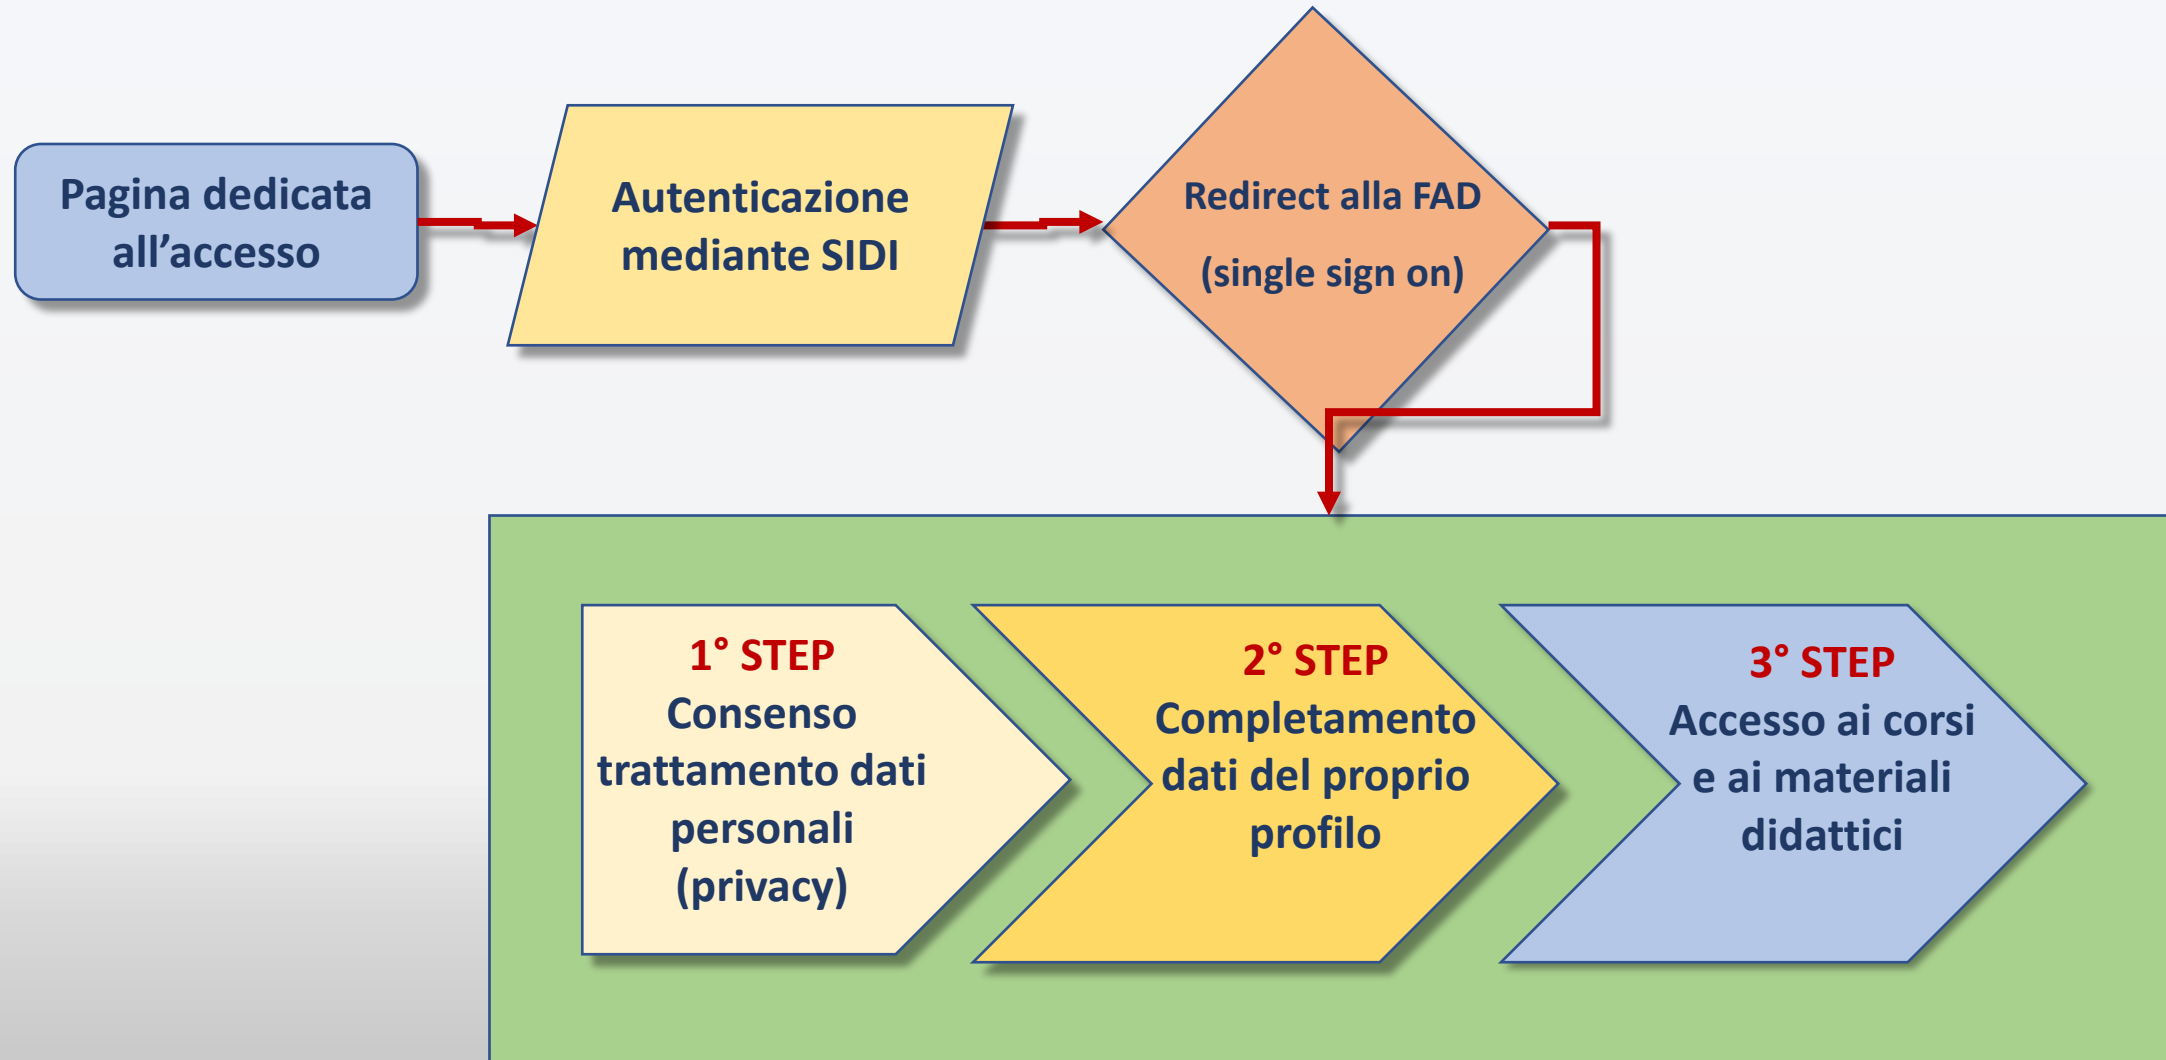 Pagina dedicata
all’accesso
Autenticazione
mediante SIDI
Redirect alla FAD
(single sign on)
1° STEP
Consenso
trattamento dati
personali
(privacy)
2° STEP
Completamento
dati del proprio
profilo
3° STEP
Accesso ai corsi
e ai materiali
didattici